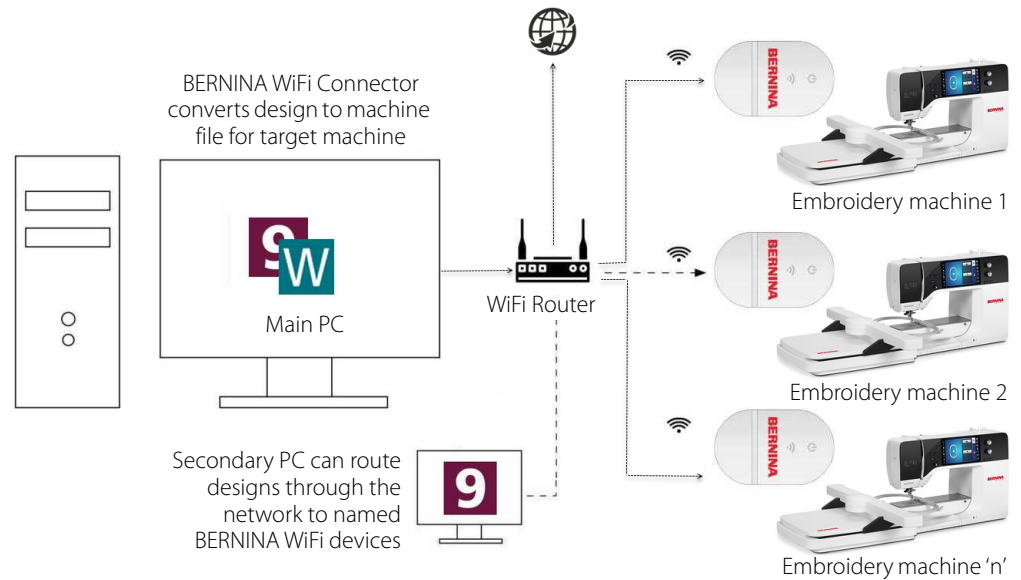 BERNINA WiFi Connector
converts design to machine
file for target machine
9
W
Main PC
WiFi Router
Secondary PC can route
designs through the
network to named
BERNINA WiFi devices
9
BERNINA
Embroidery machine 1
BERNINA
Embroidery machine 2
BERNINA
Embroidery machine ‘n’